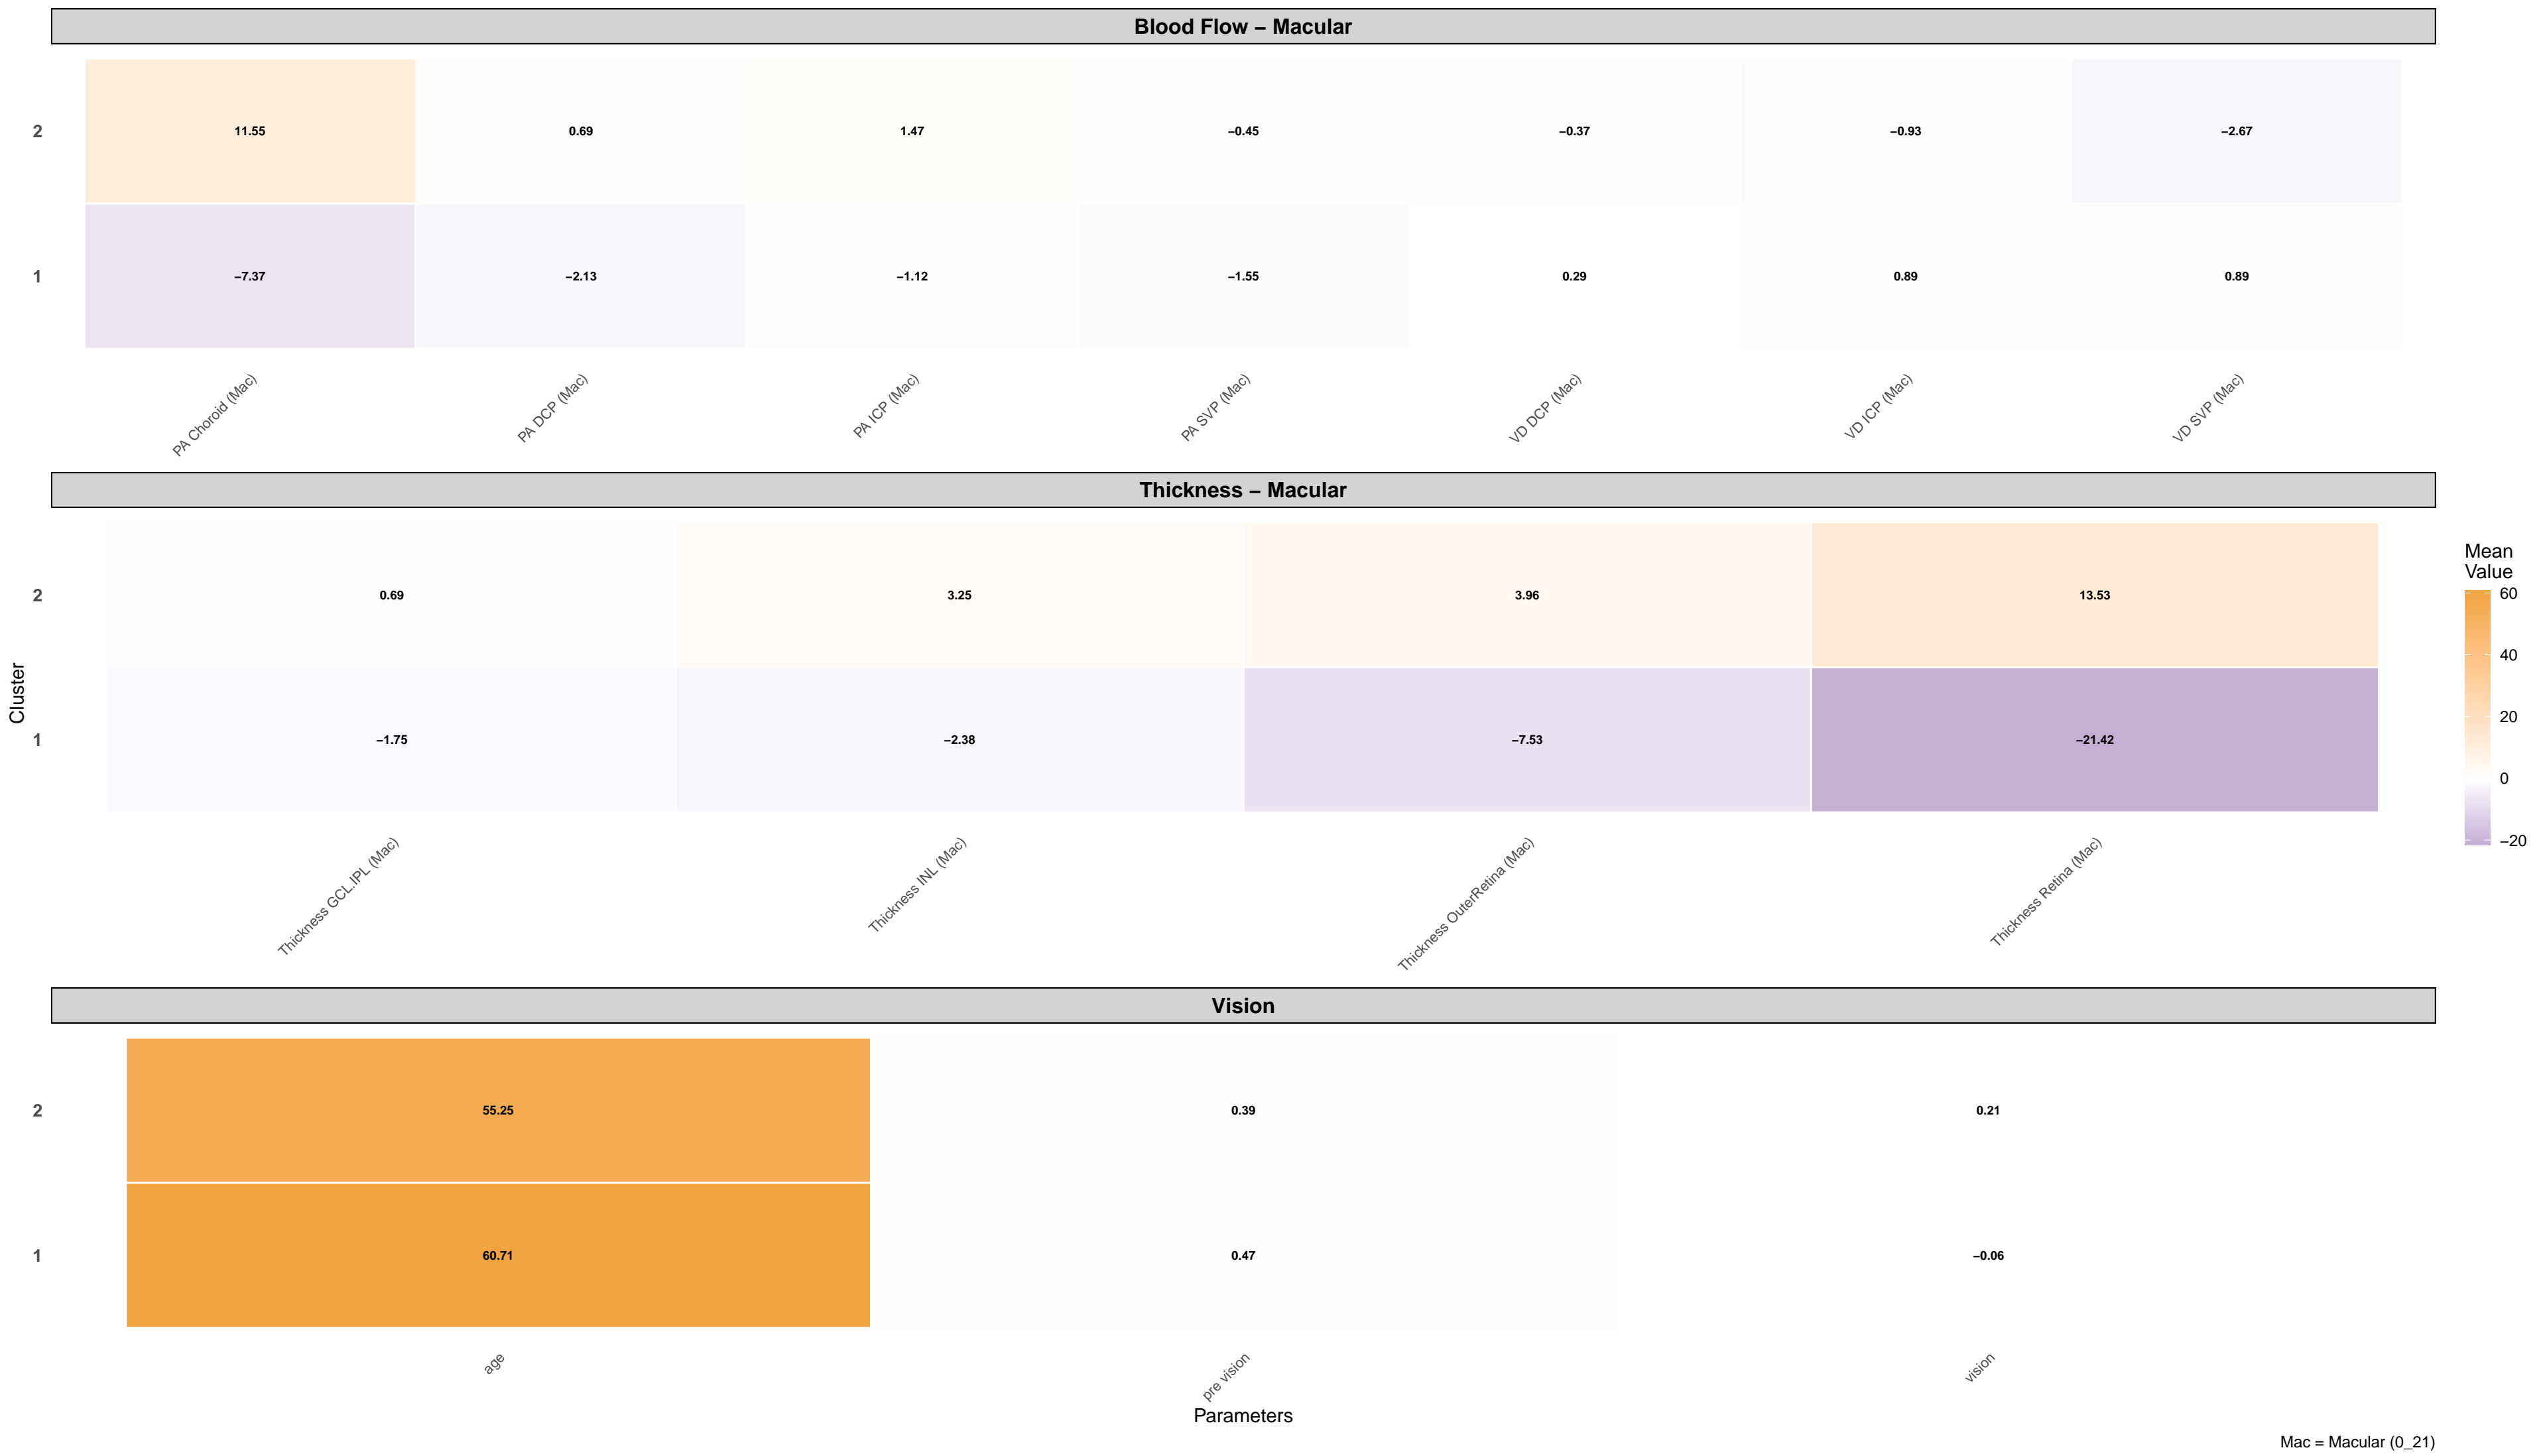 Blood Flow – Macular
2
11.55
0.69
1.47
−0.45
−0.37
−0.93
−2.67
1
−7.37
−2.13
−1.12
−1.55
0.29
0.89
0.89
PA Choroid (Mac)
PA DCP (Mac)
PA ICP (Mac)
PA SVP (Mac)
VD DCP (Mac)
VD ICP (Mac)
VD SVP (Mac)
Thickness – Macular
2
0.69
3.25
3.96
13.53
1
−1.75
−2.38
−7.53
−21.42
Thickness GCL.IPL (Mac)
Thickness INL (Mac)
Thickness OuterRetina (Mac)
Thickness Retina (Mac)
Cluster
Mean
Value
60
40
20
0
−20
Vision
2
55.25
0.39
0.21
1
60.71
0.47
−0.06
age
pre vision
vision
Parameters
Mac = Macular (0_21)